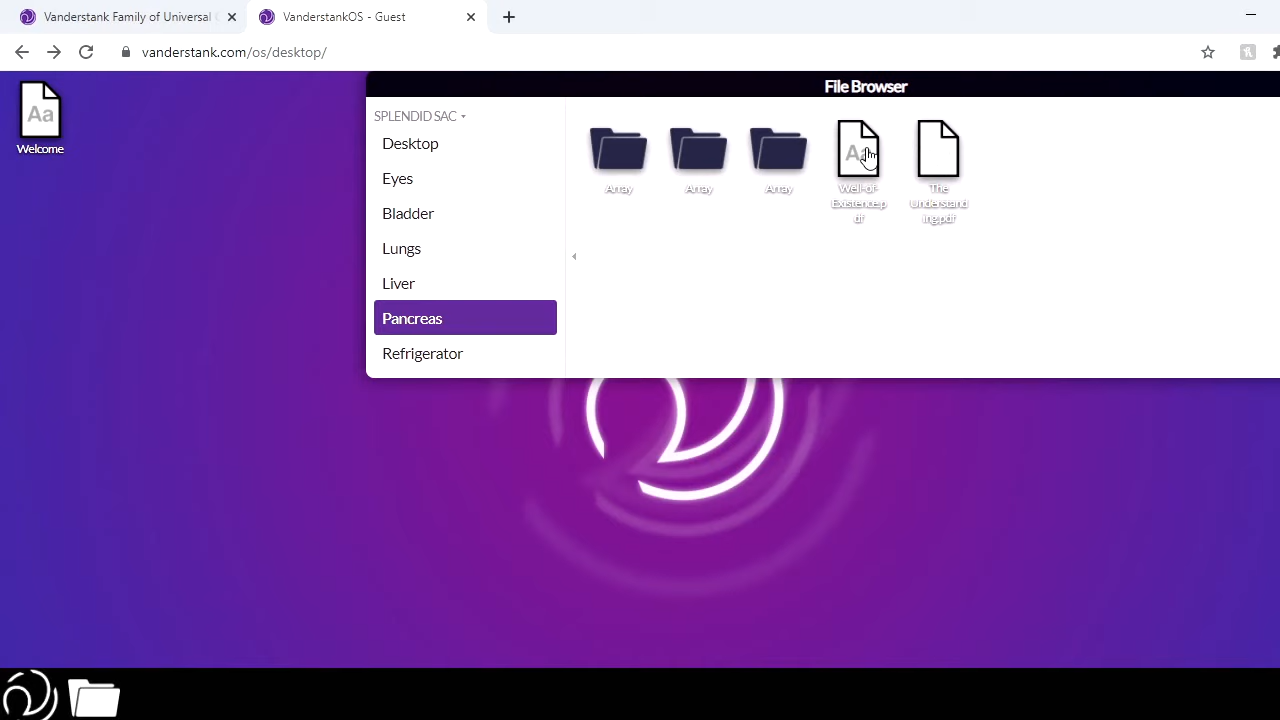 Vanderstank Family of Universal
VanderstankOS - Guest
vanderstank.com/os/desktop/
File Browser
Aa
Welcome
SPLENDID SAC
Desktop
Eyes
Bladder
Lungs
Liver
Pancreas
Refrigerator
Array
Array
Array
Well-of-
Existence.p
df
The
Understand
ing.pdf